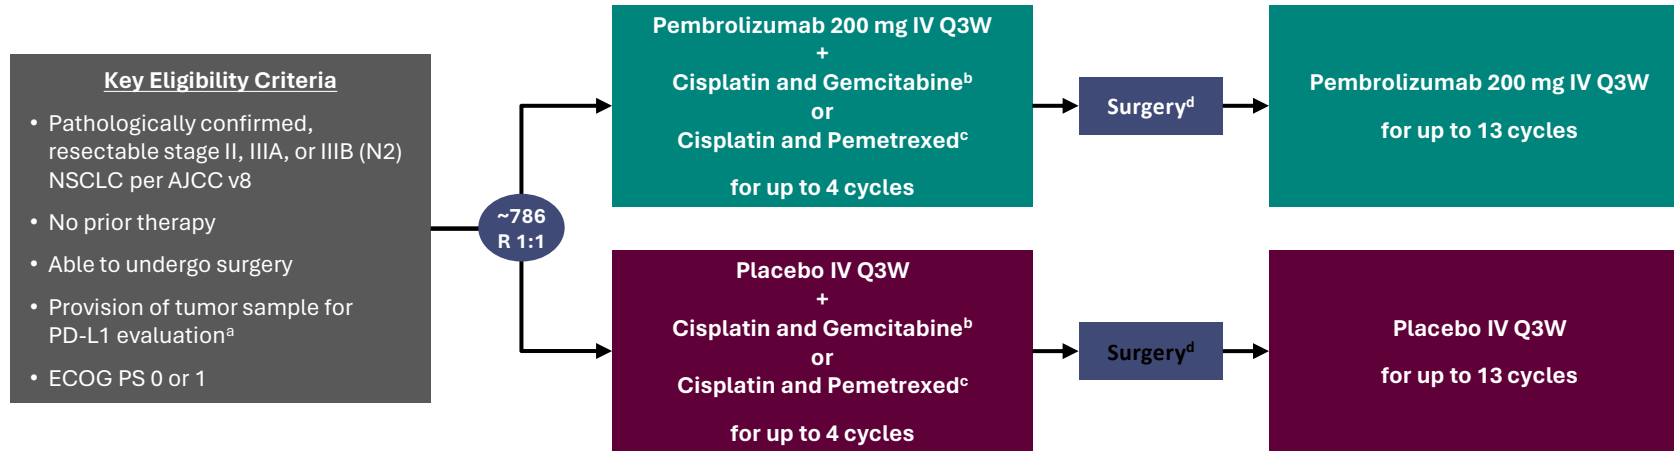 Key Eligibility Criteria
• Pathologically confirmed,
resectable stage II, IIIA, or IIIB (N2)
NSCLC per AJCC v8
• No prior therapy
• Able to undergo surgery
• Provision of tumor sample for
PD-L1 evaluationᵃ
• ECOG PS 0 or 1
~786
R 1:1
Pembrolizumab 200 mg IV Q3W
+
Cisplatin and Gemcitabineᵇ
or
Cisplatin and Pemetrexedᶜ
for up to 4 cycles
Surgeryᵈ
Pembrolizumab 200 mg IV Q3W
for up to 13 cycles
Placebo IV Q3W
+
Cisplatin and Gemcitabineᵇ
or
Cisplatin and Pemetrexedᶜ
for up to 4 cycles
Surgeryᵈ
Placebo IV Q3W
for up to 13 cycles